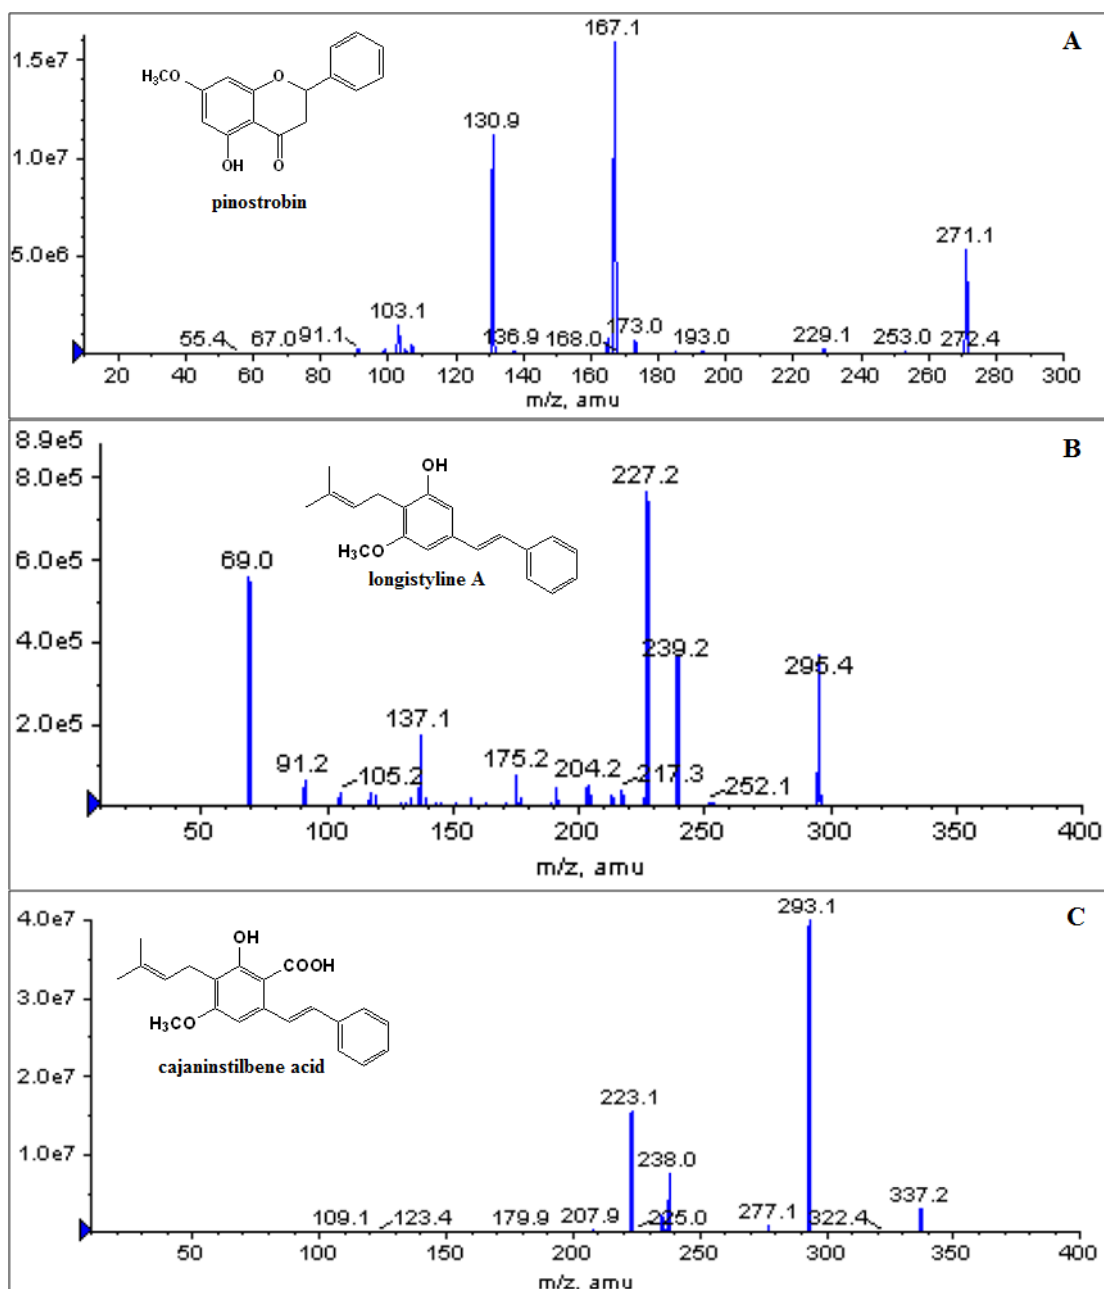 A
1.5e7
1.0e7
5.0e6
H₃CO
O
OH
O
pinostrobin
167.1
130.9
271.1
103.1
55.4
67.0
91.1
136.9
168.0
173.0
193.0
229.1
253.0
272.4
20 40 60 80 100 120 140 160 180 200 220 240 260 280 300
m/z, amu
B
8.9e5
8.0e5
6.0e5
4.0e5
2.0e5
OH
H₃CO
longistyline A
227.2
69.0
239.2
295.4
137.1
91.2
105.2
175.2
204.2
217.3
252.1
50 100 150 200 250 300 350 400
m/z, amu
C
4.0e7
3.0e7
2.0e7
1.0e7
OH
COOH
H₃CO
cajaninstilbene acid
293.1
223.1
238.0
337.2
109.1
123.4
179.9
207.9
225.0
277.1
322.4
50 100 150 200 250 300 350 400
m/z, amu